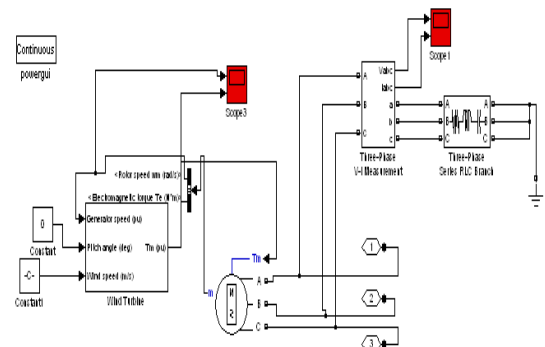 Continuous
powergui
Scope3
Scope1
A
B
C
Vabc
Iabc
a
b
c
Three-Phase
V-I Measurement
A
B
C
A
B
C
Three-Phase
Series RLC Branch
<Rotor speed wm (rad/s)>
<Electromagnetic torque Te (N*m)>
0
Constant
-C-
Constant1
Generator speed (pu)
Pitch angle (deg)
Wind speed (m/s)
Tm (pu)
Wind Turbine
Tm
m
N
S
A
B
C
1
2
3